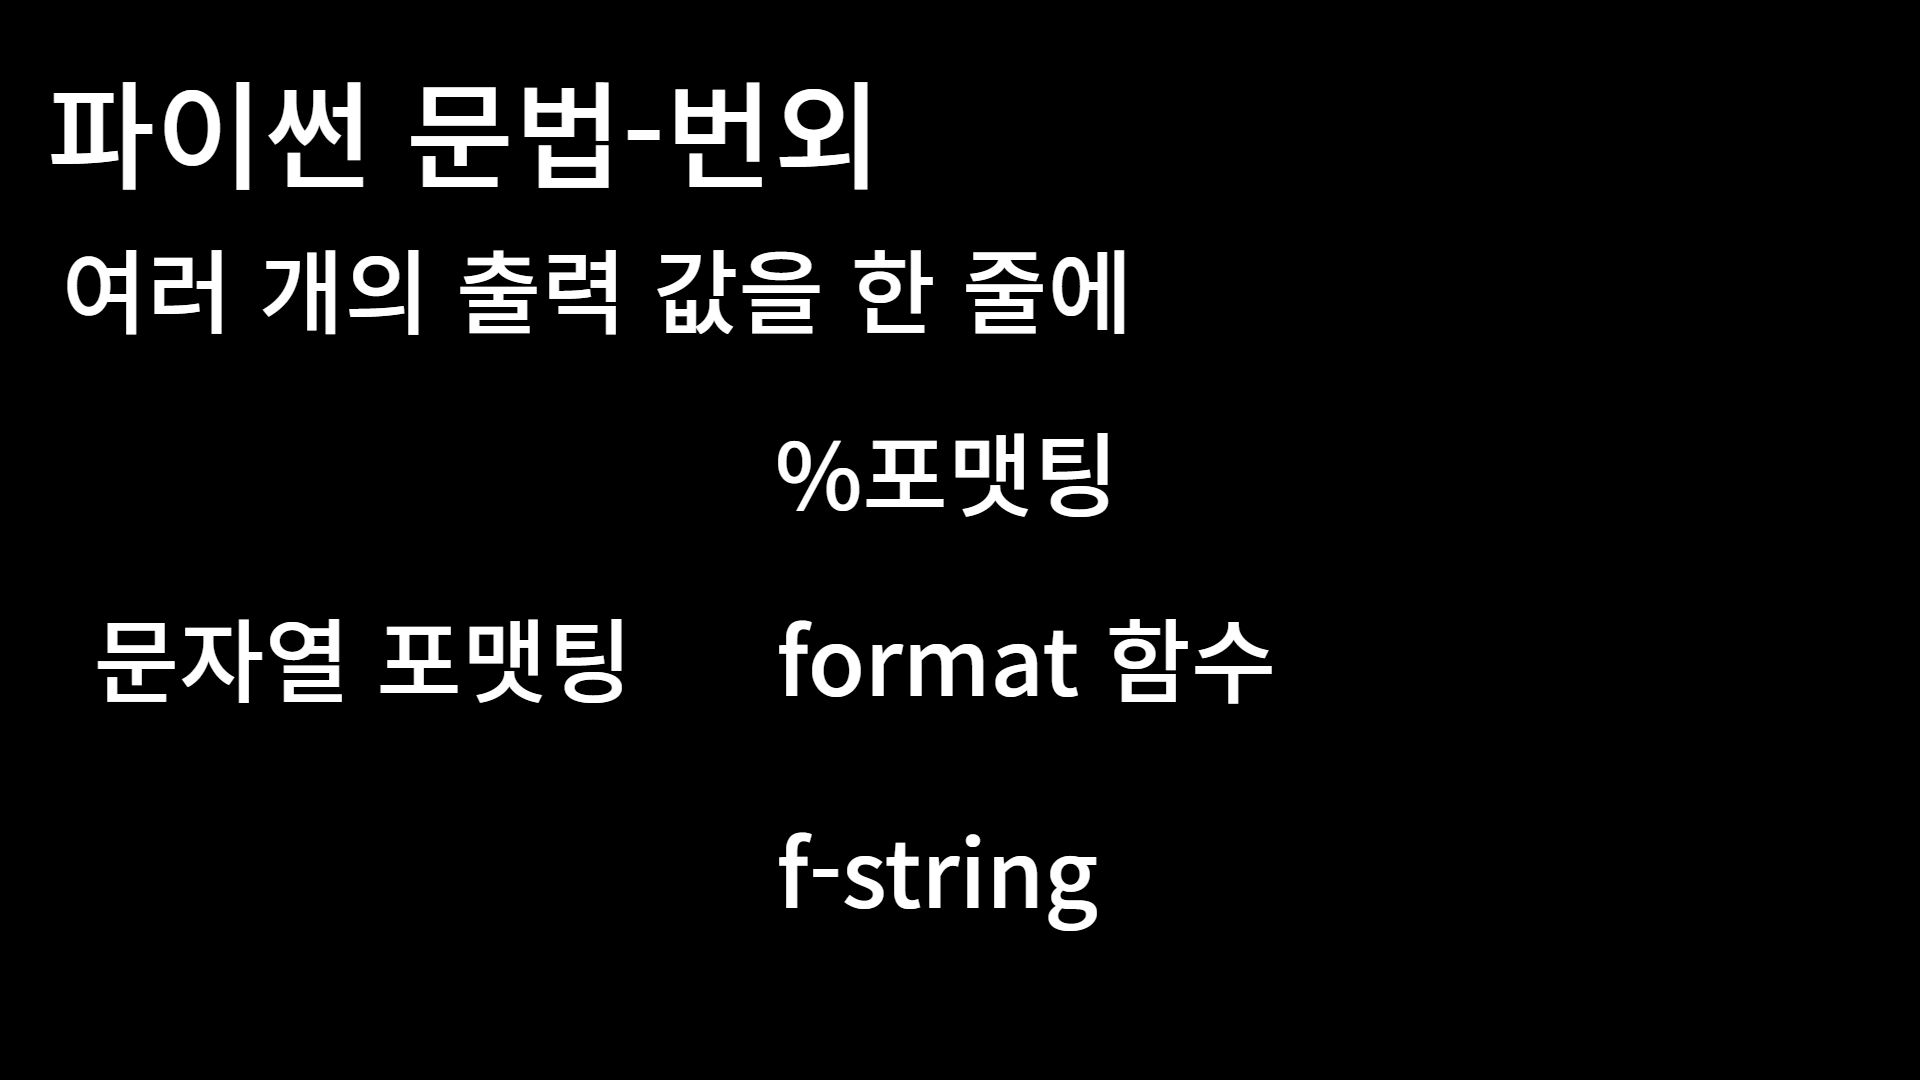 파이썬 문법-번외
여러 개의 출력 값을 한 줄에
%포맷팅
문자열 포맷팅 format 함수
f-string